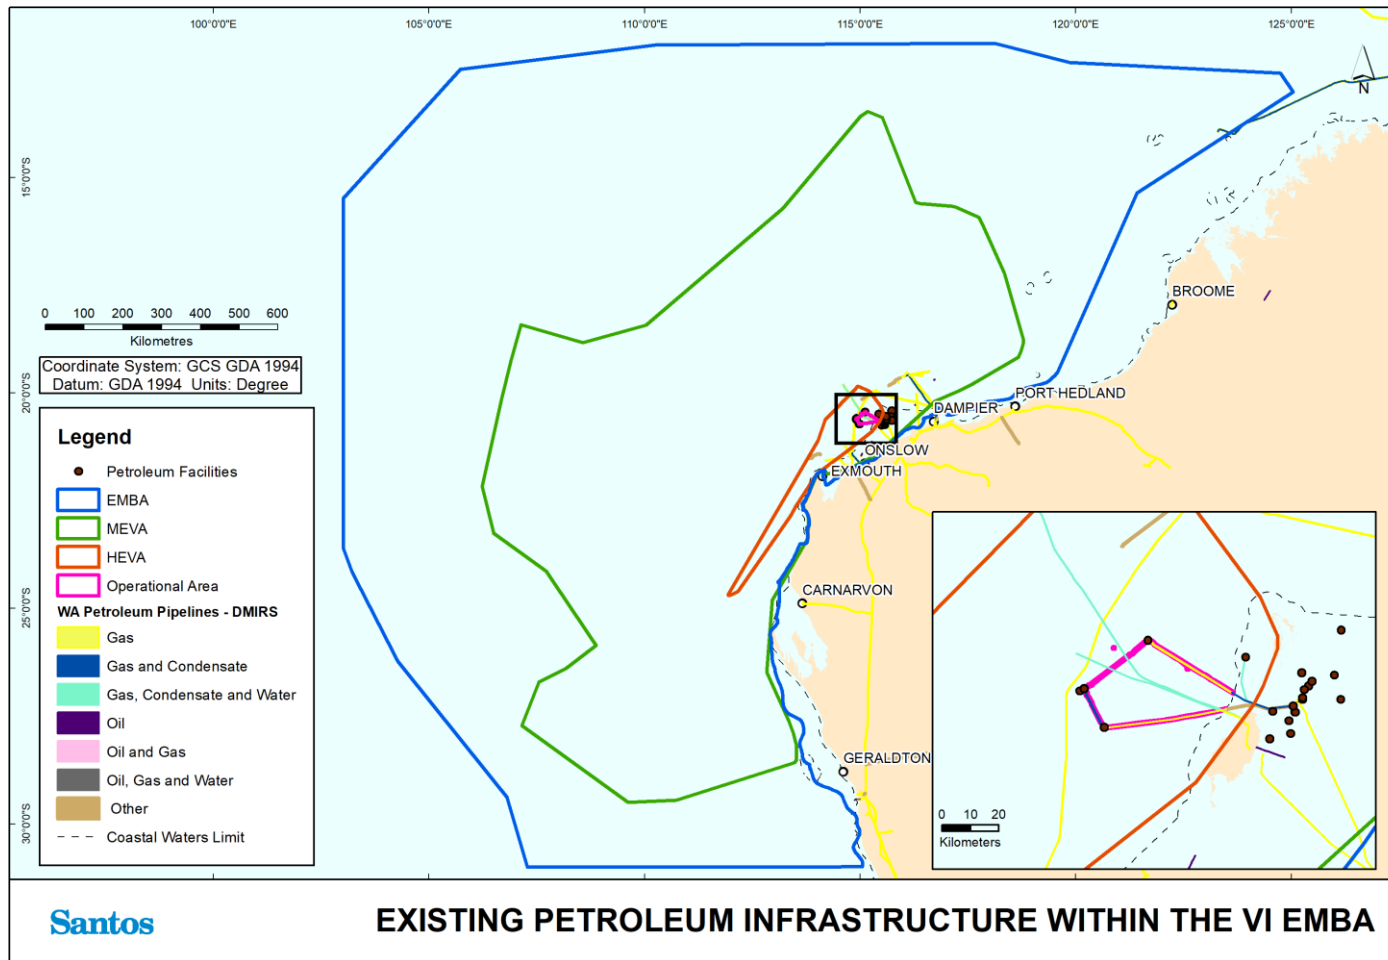 100°0'0"E
105°0'0"E
110°0'0"E
115°0'0"E
120°0'0"E
125°0'0"E
N
15°0'0"S
20°0'0"S
25°0'0"S
30°0'0"S
BROOME
PORT HEDLAND
DAMPIER
ONSLOW
EXMOUTH
CARNARVON
GERALDTON
0 100 200 300 400 500 600
Kilometres
Coordinate System: GCS GDA 1994
Datum: GDA 1994 Units: Degree
Legend
Petroleum Facilities
EMBA
MEVA
HEVA
Operational Area
WA Petroleum Pipelines - DMIRS
Gas
Gas and Condensate
Gas, Condensate and Water
Oil
Oil and Gas
Oil, Gas and Water
Other
Coastal Waters Limit
0 10 20
Kilometers
Santos
EXISTING PETROLEUM INFRASTRUCTURE WITHIN THE VI EMBA